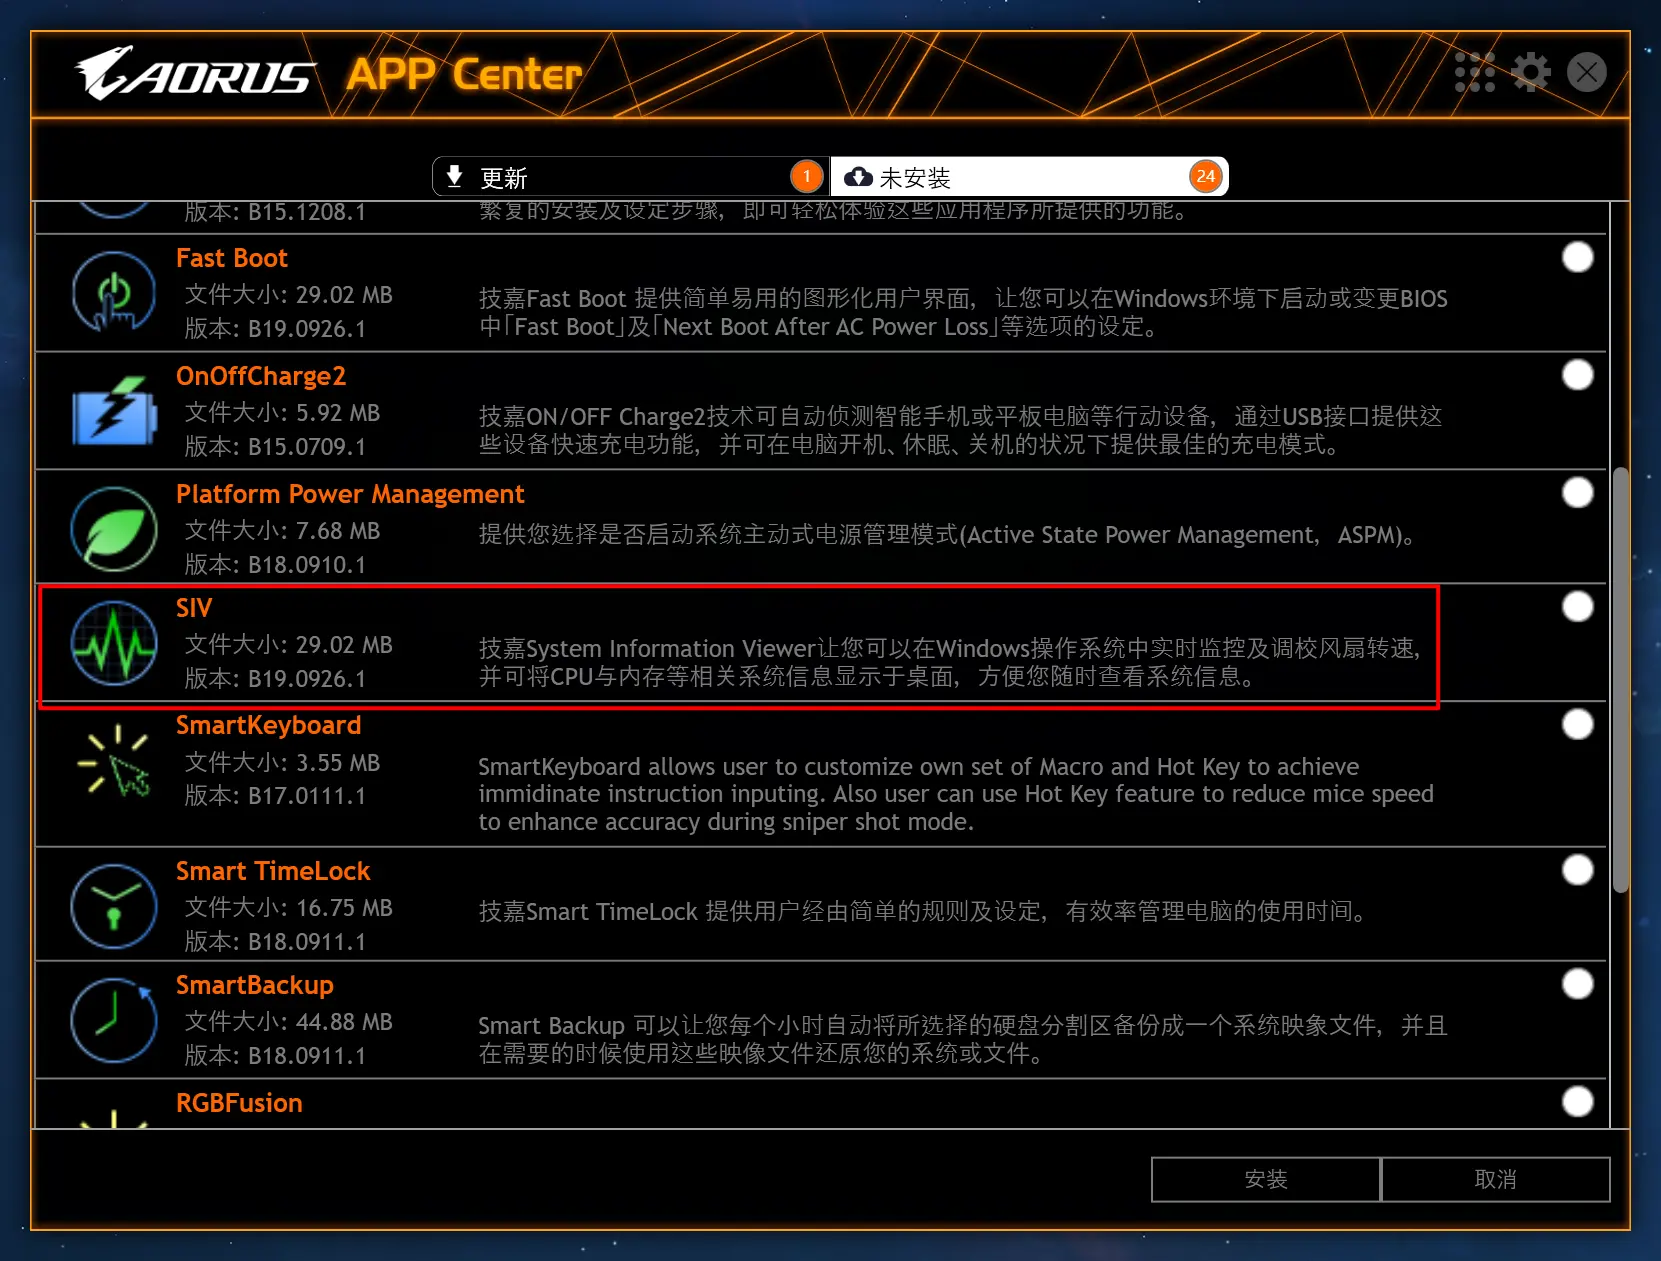 AORUS APP Center
更新 1 未安装 24
版本: B15.1208.1
繁复的安装及设定步骤，即可轻松体验这些应用程序所提供的功能。
Fast Boot
文件大小: 29.02 MB
版本: B19.0926.1
技嘉Fast Boot 提供简单易用的图形化用户界面，让您可以在Windows环境下启动或变更BIOS
中「Fast Boot」及「Next Boot After AC Power Loss」等选项的设定。
OnOffCharge2
文件大小: 5.92 MB
版本: B15.0709.1
技嘉ON/OFF Charge2技术可自动侦测智能手机或平板电脑等行动设备，通过USB接口提供这
些设备快速充电功能，并可在电脑开机、休眠、关机的状况下提供最佳的充电模式。
Platform Power Management
文件大小: 7.68 MB
版本: B18.0910.1
提供您选择是否启动系统主动式电源管理模式(Active State Power Management，ASPM)。
SIV
文件大小: 29.02 MB
版本: B19.0926.1
技嘉System Information Viewer让您可以在Windows操作系统中实时监控及调校风扇转速，
并可将CPU与内存等相关系统信息显示于桌面，方便您随时查看系统信息。
SmartKeyboard
文件大小: 3.55 MB
版本: B17.0111.1
SmartKeyboard allows user to customize own set of Macro and Hot Key to achieve
immidinate instruction inputing. Also user can use Hot Key feature to reduce mice speed
to enhance accuracy during sniper shot mode.
Smart TimeLock
文件大小: 16.75 MB
版本: B18.0911.1
技嘉Smart TimeLock 提供用户经由简单的规则及设定，有效率管理电脑的使用时间。
SmartBackup
文件大小: 44.88 MB
版本: B18.0911.1
Smart Backup 可以让您每个小时自动将所选择的硬盘分割区备份成一个系统映象文件，并且
在需要的时候使用这些映像文件还原您的系统或文件。
RGBFusion
安装 取消